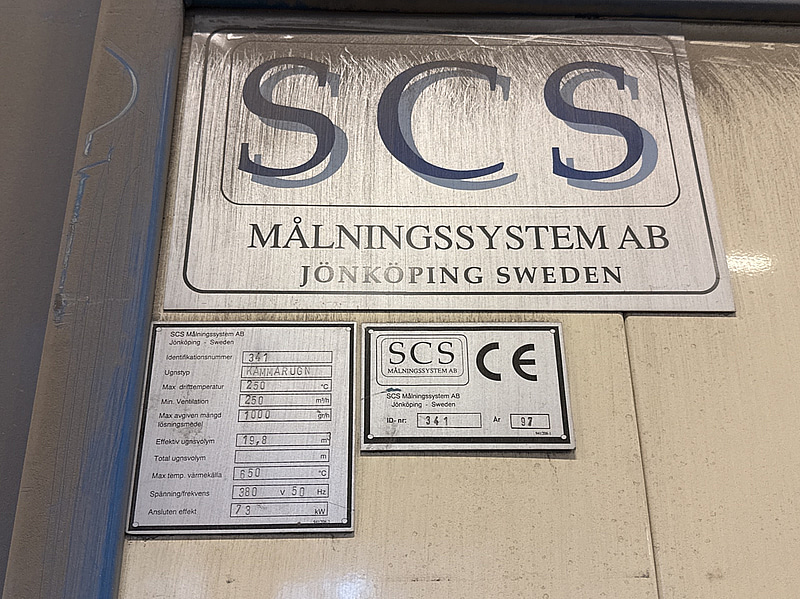 SCS
MÅLNINGSSYSTEM AB
JÖNKÖPING SWEDEN
SCS Målningssystem AB
Jönköping - Sweden
Identifikationsnummer 341
Ugnstyp KAMMARUGN
Max. drifttemperatur 250 °C
Min. Ventilation 250 m³/h
Max avgiven mängd 1000 gr/h
lösningsmedel
Effektiv ugnsvolym 19,8 m³
Total ugnsvolym m
Max temp. värmekälla 650 °C
Spänning/frekvens 380 V 50 Hz
Ansluten effekt 73 kW
SCS
MÅLNINGSSYSTEM AB
CE
SCS Målningssystem AB
Jönköping - Sweden
ID- nr: 341 År 97